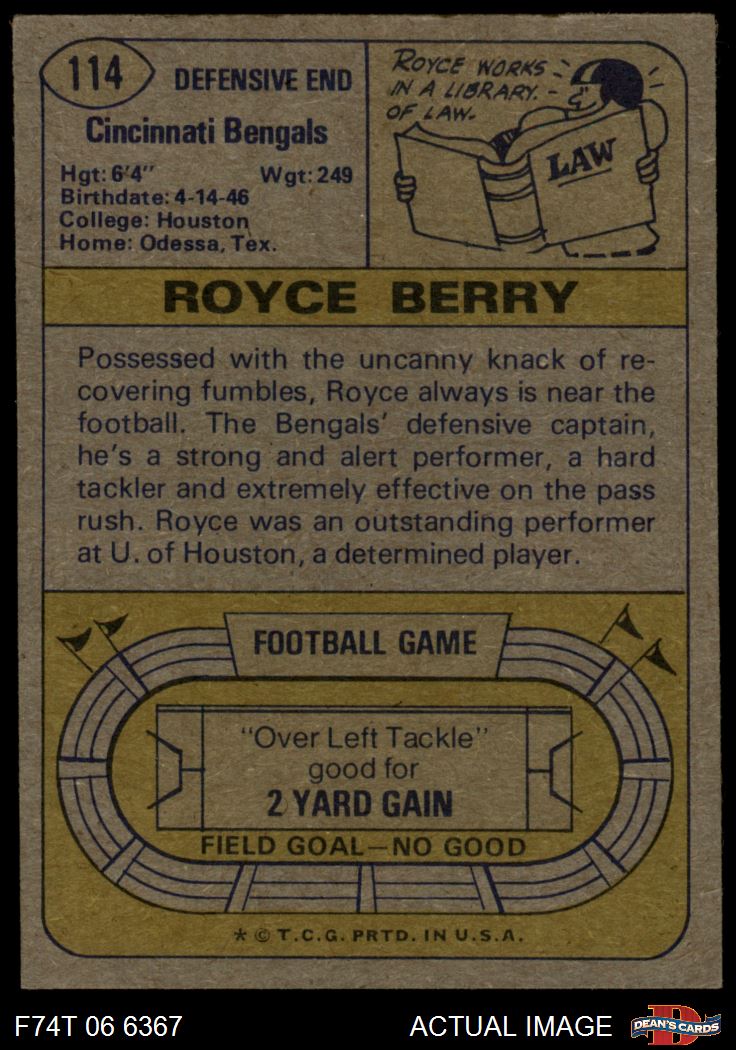 114
DEFENSIVE END
Cincinnati Bengals
Hgt: 6'4" Wgt: 249
Birthdate: 4-14-46
College: Houston
Home: Odessa, Tex.
ROYCE WORKS
IN A LIBRARY
OF LAW.
LAW
ROYCE BERRY
Possessed with the uncanny knack of re-
covering fumbles, Royce always is near the
football. The Bengals' defensive captain,
he's a strong and alert performer, a hard
tackler and extremely effective on the pass
rush. Royce was an outstanding performer
at U. of Houston, a determined player.
FOOTBALL GAME
"Over Left Tackle"
good for
2 YARD GAIN
FIELD GOAL—NO GOOD
* © T.C.G. PRTD. IN U.S.A.
F74T 06 6367
ACTUAL IMAGE
D
DEAN'S CARDS